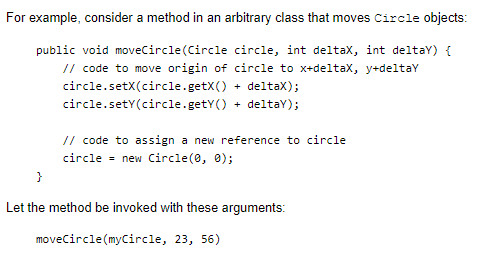 For example, consider a method in an arbitrary class that moves Circle objects:
public void moveCircle(Circle circle, int deltaX, int deltaY) {
// code to move origin of circle to x+deltaX, y+deltaY
circle.setX(circle.getX() + deltaX);
circle.setY(circle.getY() + deltaY);
// code to assign a new reference to circle
circle = new Circle(0, 0);
}
Let the method be invoked with these arguments:
moveCircle(myCircle, 23, 56)